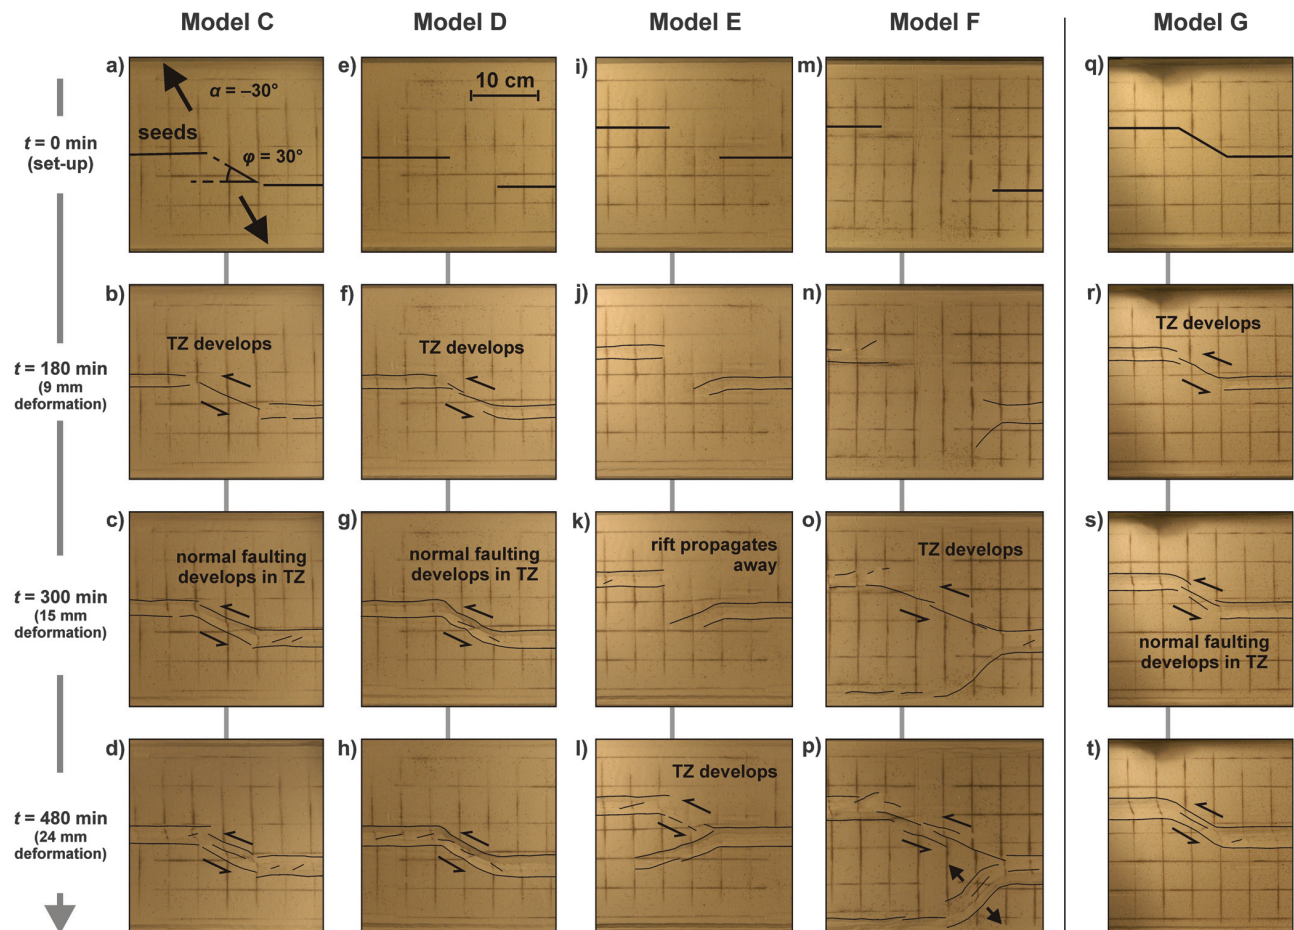 Model C
Model D
Model E
Model F
Model G
a)
α = –30°
seeds
φ = 30°
e)
10 cm
i)
m)
q)
t = 0 min
(set-up)
b)
TZ develops
f)
TZ develops
j)
n)
r)
TZ develops
t = 180 min
(9 mm
deformation)
c)
normal faulting
develops in TZ
g)
normal faulting
develops in TZ
k)
rift propagates
away
o)
TZ develops
s)
normal faulting
develops in TZ
t = 300 min
(15 mm
deformation)
d)
h)
l)
TZ develops
p)
t)
t = 480 min
(24 mm
deformation)